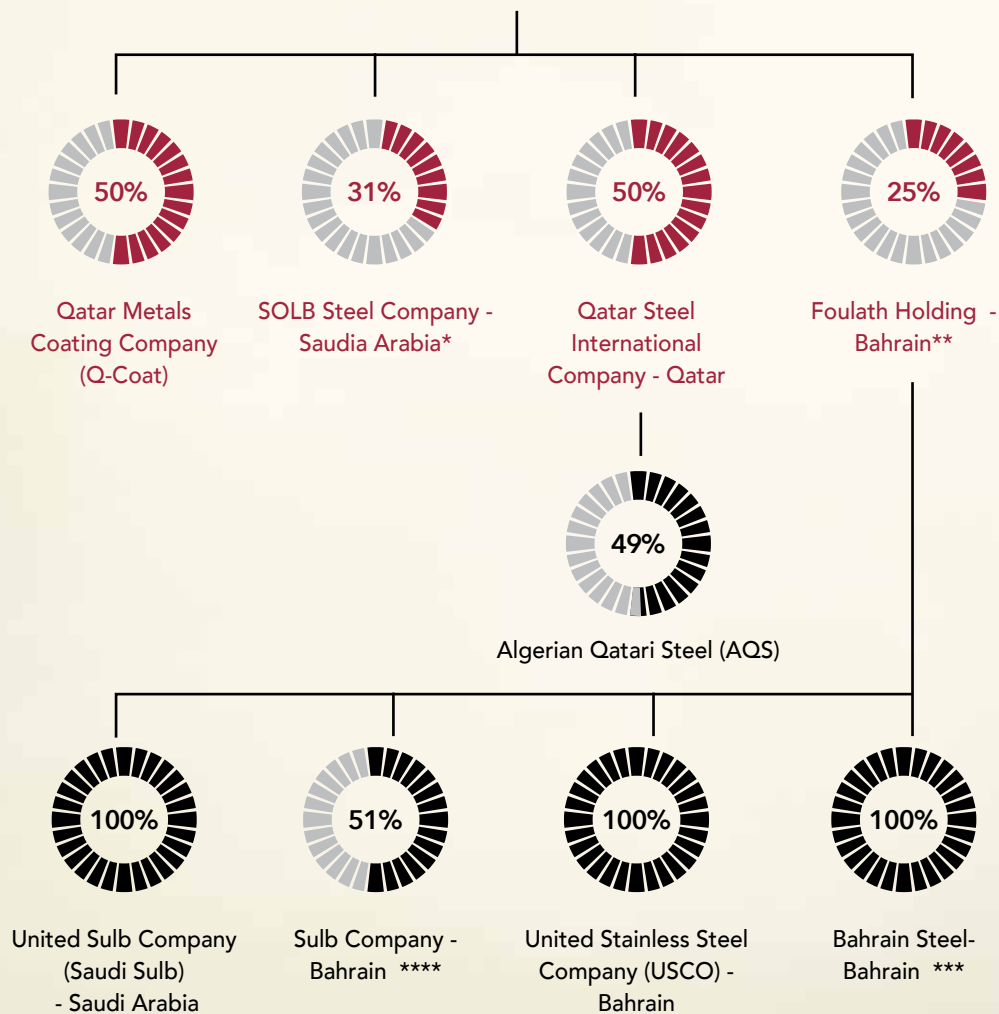 50%
31%
50%
25%
Qatar Metals
Coating Company
(Q-Coat)
SOLB Steel Company -
Saudia Arabia*
Qatar Steel
International
Company - Qatar
Foulath Holding -
Bahrain**
49%
Algerian Qatari Steel (AQS)
100%
51%
100%
100%
United Sulb Company
(Saudi Sulb)
- Saudi Arabia
Sulb Company -
Bahrain ****
United Stainless Steel
Company (USCO) -
Bahrain
Bahrain Steel-
Bahrain ***